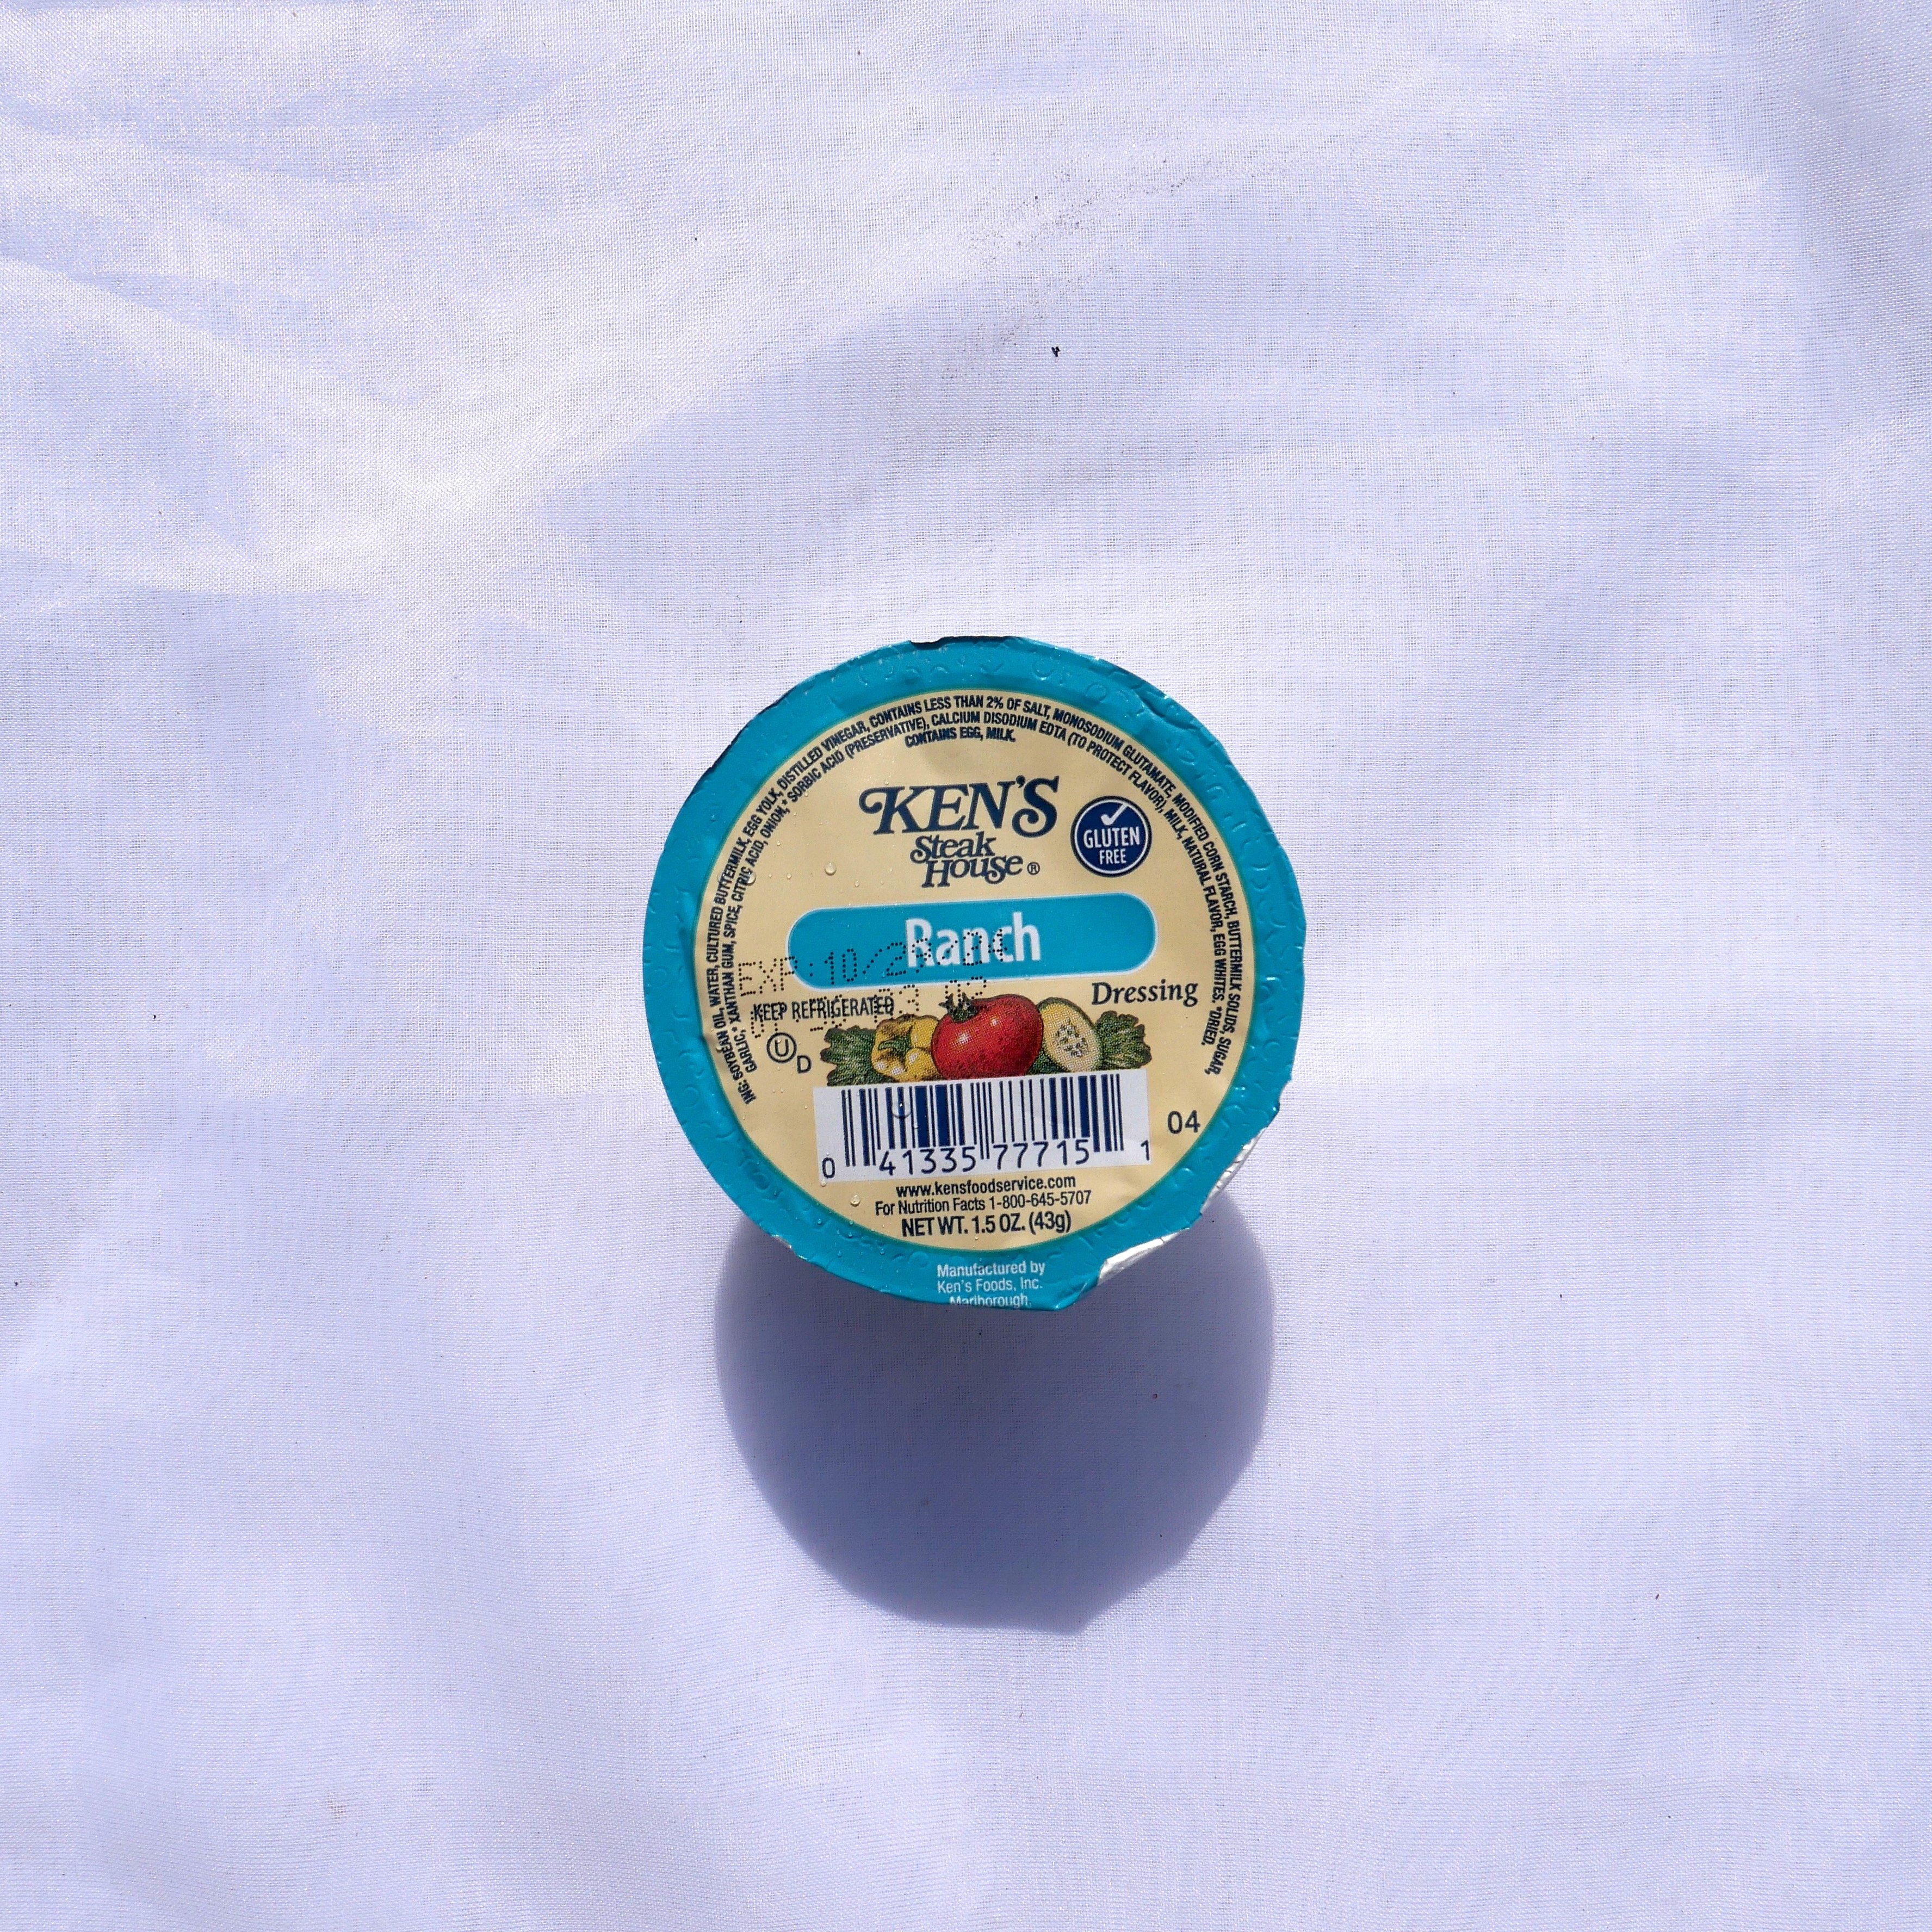 ING: SOYBEAN OIL, WATER, CULTURED BUTTERMILK, EGG YOLK, DISTILLED VINEGAR, CONTAINS LESS THAN 2% OF SALT, MONOSODIUM GLUTAMATE, MODIFIED CORN STARCH, BUTTERMILK SOLIDS, SUGAR,
GARLIC,* XANTHAN GUM, SPICE, CITRIC ACID, ONION,* SORBIC ACID (PRESERVATIVE), CALCIUM DISODIUM EDTA (TO PROTECT FLAVOR), MILK, NATURAL FLAVOR, EGG WHITES. *DRIED.
CONTAINS EGG, MILK.
KEN'S
Steak
House®
GLUTEN
FREE
Ranch
EXP:
Dressing
KEEP REFRIGERATED
U D
04
0 41335 77715 1
www.kensfoodservice.com
For Nutrition Facts 1-800-645-5707
NET WT. 1.5 OZ. (43g)
Manufactured by
Ken's Foods, Inc.
Marlborough,